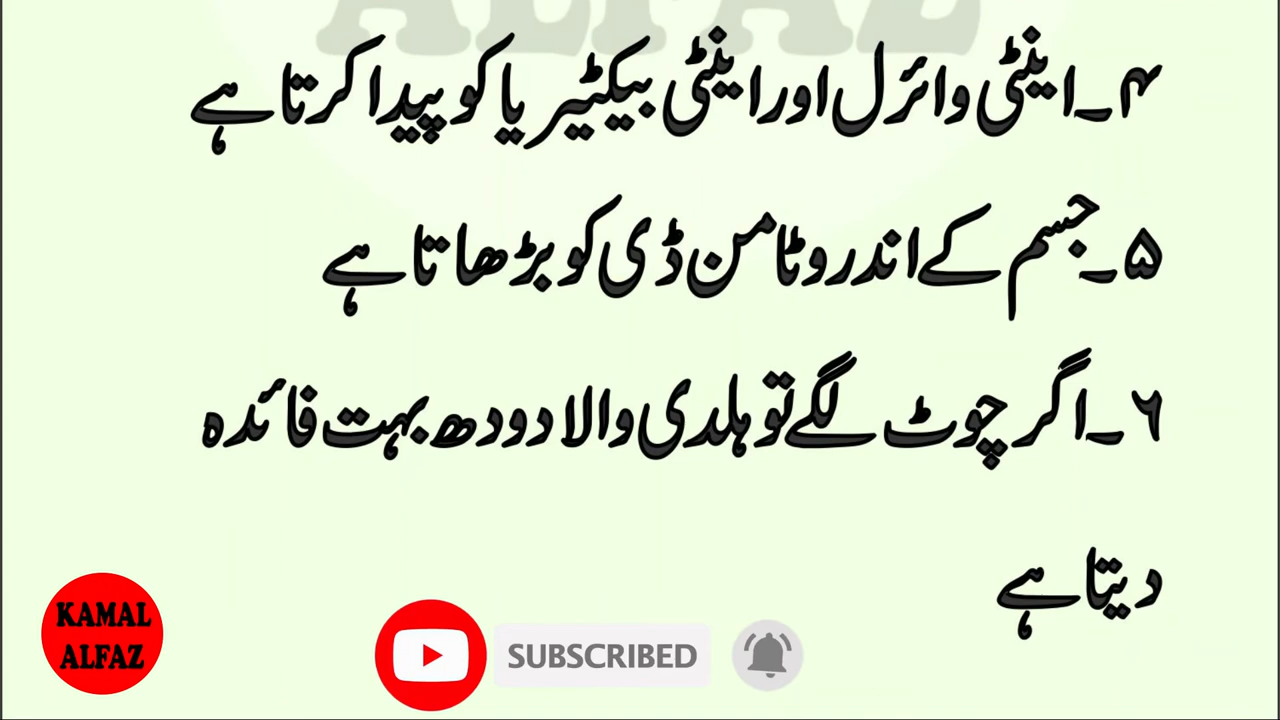 ALFAZ
۴۔اینٹی وائرل اور اینٹی بیکٹیریا کو پیدا کرتا ہے
۵۔جسم کے اندر وٹامن ڈی کو بڑھاتا ہے
۶۔اگر چوٹ لگے تو ہلدی والا دودھ بہت فائدہ
دیتا ہے
KAMAL
ALFAZ
SUBSCRIBED